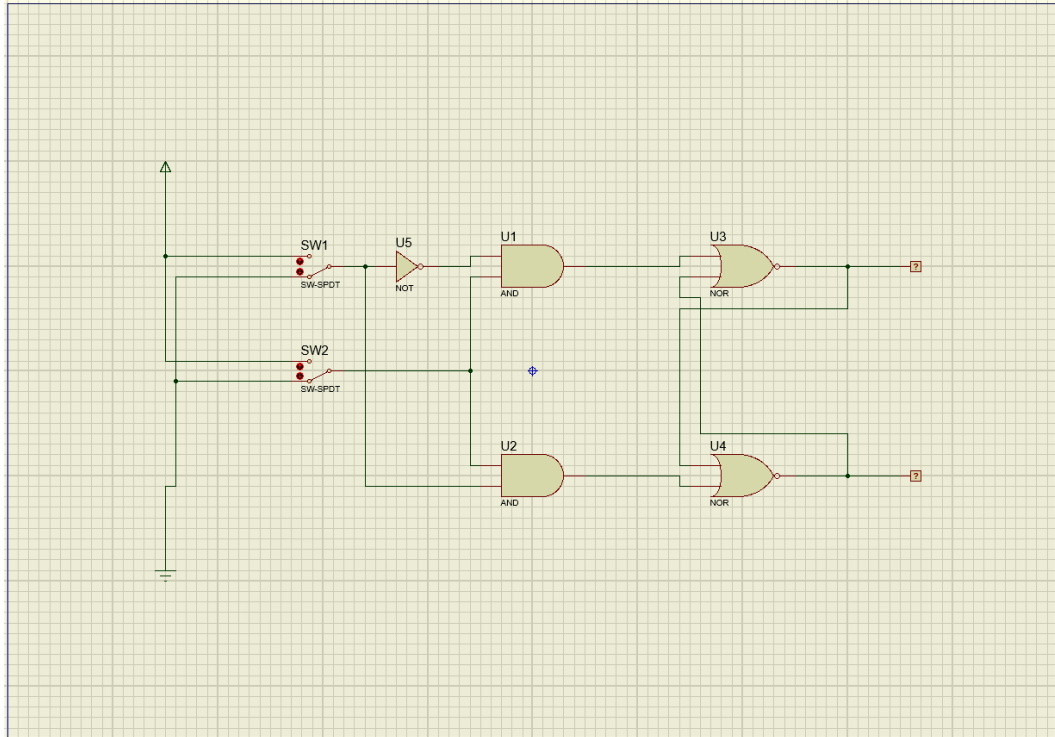 SW1
SW-SPDT
U5
NOT
U1
AND
U3
NOR
?
SW2
SW-SPDT
U2
AND
U4
NOR
?